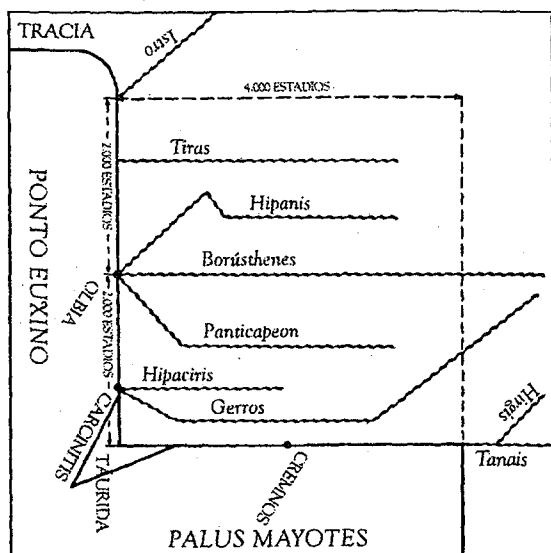 TRACIA
Istro
4.000 ESTADIOS
2.000 ESTADIOS
Tiras
PONTO EUXINO
Hipanis
Borústhenes
OLBIA
2.000 ESTADIOS
Panticapeon
Hipaciris
CARCINITIS
Gerros
Hirgis
TAURIDA
CREMNOS
Tanais
PALUS MAYOTES